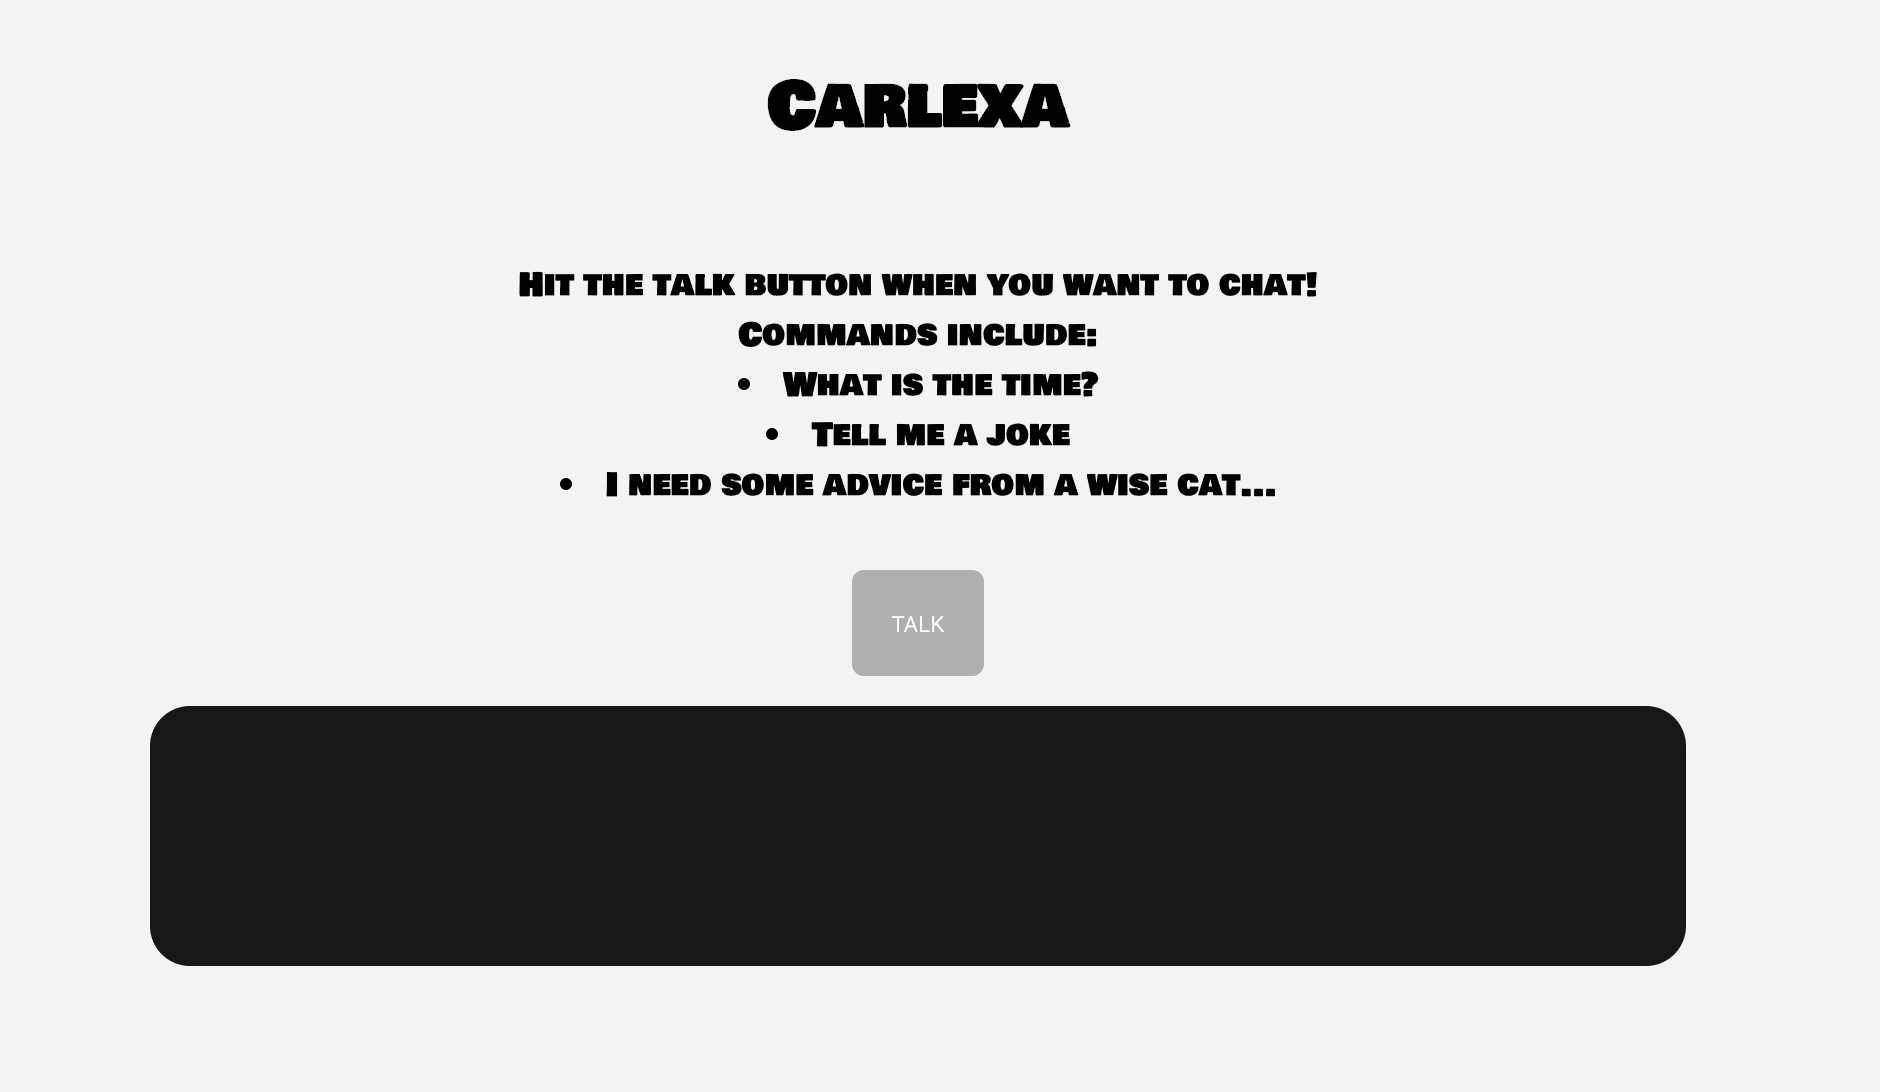 Carlexa
Hit the talk button when you want to chat!
Commands include:
• What is the time?
• Tell me a joke
• I need some advice from a wise cat...
TALK